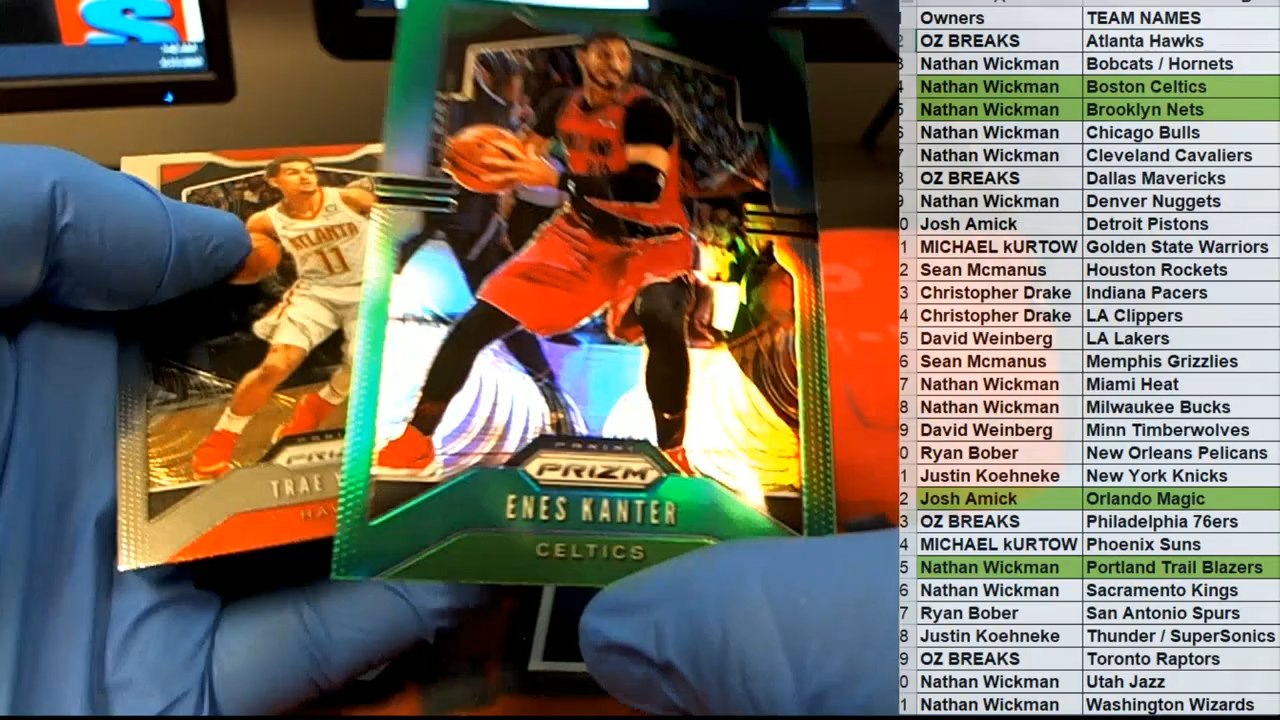 ATLANTA
11
PANINI
PRIZM
ENES KANTER
CELTICS
TRAE
Owners TEAM NAMES
OZ BREAKS Atlanta Hawks
Nathan Wickman Bobcats / Hornets
Nathan Wickman Boston Celtics
Nathan Wickman Brooklyn Nets
Nathan Wickman Chicago Bulls
Nathan Wickman Cleveland Cavaliers
OZ BREAKS Dallas Mavericks
Nathan Wickman Denver Nuggets
Josh Amick Detroit Pistons
MICHAEL kURTOW Golden State Warriors
Sean Mcmanus Houston Rockets
Christopher Drake Indiana Pacers
Christopher Drake LA Clippers
David Weinberg LA Lakers
Sean Mcmanus Memphis Grizzlies
Nathan Wickman Miami Heat
Nathan Wickman Milwaukee Bucks
David Weinberg Minn Timberwolves
Ryan Bober New Orleans Pelicans
Justin Koehneke New York Knicks
Josh Amick Orlando Magic
OZ BREAKS Philadelphia 76ers
MICHAEL kURTOW Phoenix Suns
Nathan Wickman Portland Trail Blazers
Nathan Wickman Sacramento Kings
Ryan Bober San Antonio Spurs
Justin Koehneke Thunder / SuperSonics
OZ BREAKS Toronto Raptors
Nathan Wickman Utah Jazz
Nathan Wickman Washington Wizards